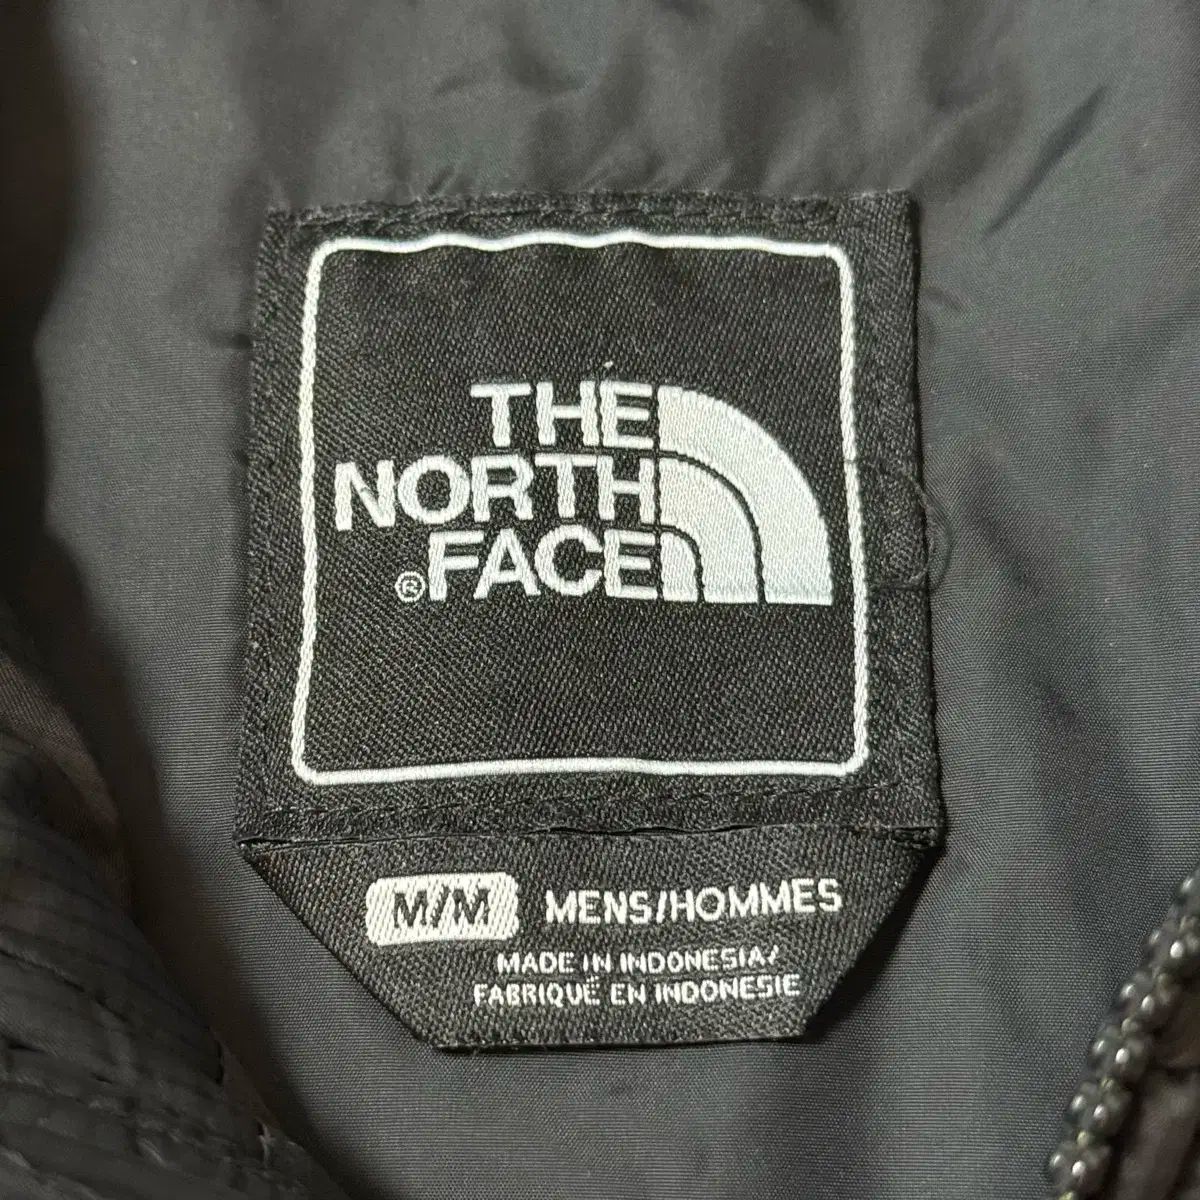 THE
NORTH
®FACE
M/M MENS/HOMMES
MADE IN INDONESIA/
FABRIQUÉ EN INDONESIE